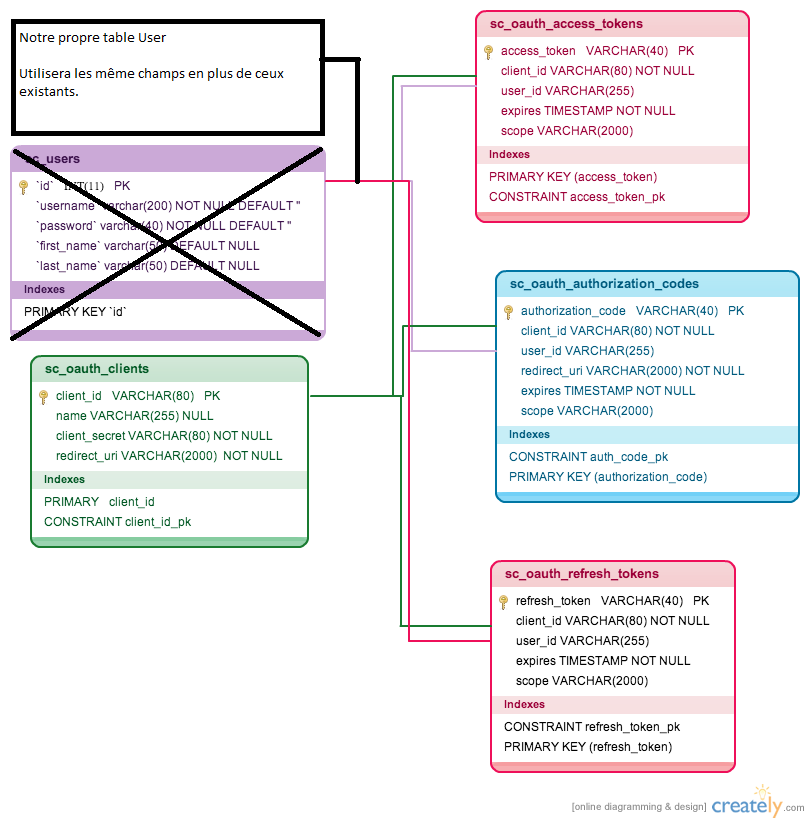 Notre propre table User
Utilisera les même champs en plus de ceux
existants.
sc_users
`id` INT(11) PK
`username` varchar(200) NOT NULL DEFAULT "
`password` varchar(40) NOT NULL DEFAULT "
`first_name` varchar(50) DEFAULT NULL
`last_name` varchar(50) DEFAULT NULL
Indexes
PRIMARY KEY `id`
sc_oauth_clients
client_id VARCHAR(80) PK
name VARCHAR(255) NULL
client_secret VARCHAR(80) NOT NULL
redirect_uri VARCHAR(2000) NOT NULL
Indexes
PRIMARY client_id
CONSTRAINT client_id_pk
sc_oauth_access_tokens
access_token VARCHAR(40) PK
client_id VARCHAR(80) NOT NULL
user_id VARCHAR(255)
expires TIMESTAMP NOT NULL
scope VARCHAR(2000)
Indexes
PRIMARY KEY (access_token)
CONSTRAINT access_token_pk
sc_oauth_authorization_codes
authorization_code VARCHAR(40) PK
client_id VARCHAR(80) NOT NULL
user_id VARCHAR(255)
redirect_uri VARCHAR(2000) NOT NULL
expires TIMESTAMP NOT NULL
scope VARCHAR(2000)
Indexes
CONSTRAINT auth_code_pk
PRIMARY KEY (authorization_code)
sc_oauth_refresh_tokens
refresh_token VARCHAR(40) PK
client_id VARCHAR(80) NOT NULL
user_id VARCHAR(255)
expires TIMESTAMP NOT NULL
scope VARCHAR(2000)
Indexes
CONSTRAINT refresh_token_pk
PRIMARY KEY (refresh_token)
[online diagramming & design] creately.com